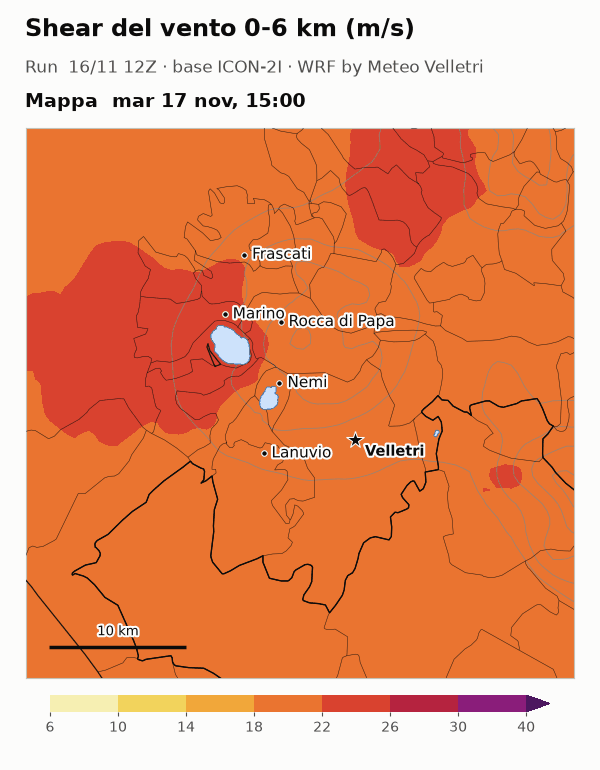 Shear del vento 0-6 km (m/s)
Run 16/11 12Z · base ICON-2I · WRF by Meteo Velletri
Mappa mar 17 nov, 15:00
Frascati
Marino
Rocca di Papa
Nemi
Velletri
Lanuvio
10 km
6 10 14 18 22 26 30 40